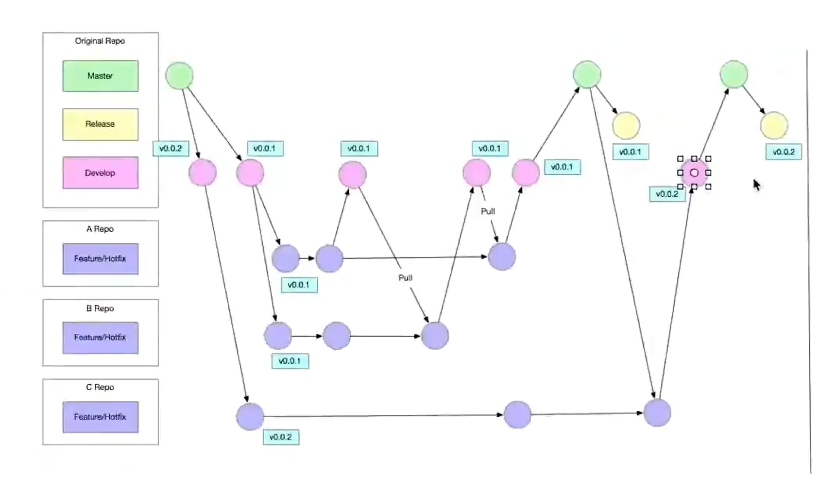 Original Repo
Master
Release
Develop
A Repo
Feature/Hotfix
B Repo
Feature/Hotfix
C Repo
Feature/Hotfix
v0.0.2
v0.0.1
v0.0.1
v0.0.1
v0.0.1
v0.0.1
v0.0.2
v0.0.2
Pull
Pull
v0.0.1
v0.0.1
v0.0.2